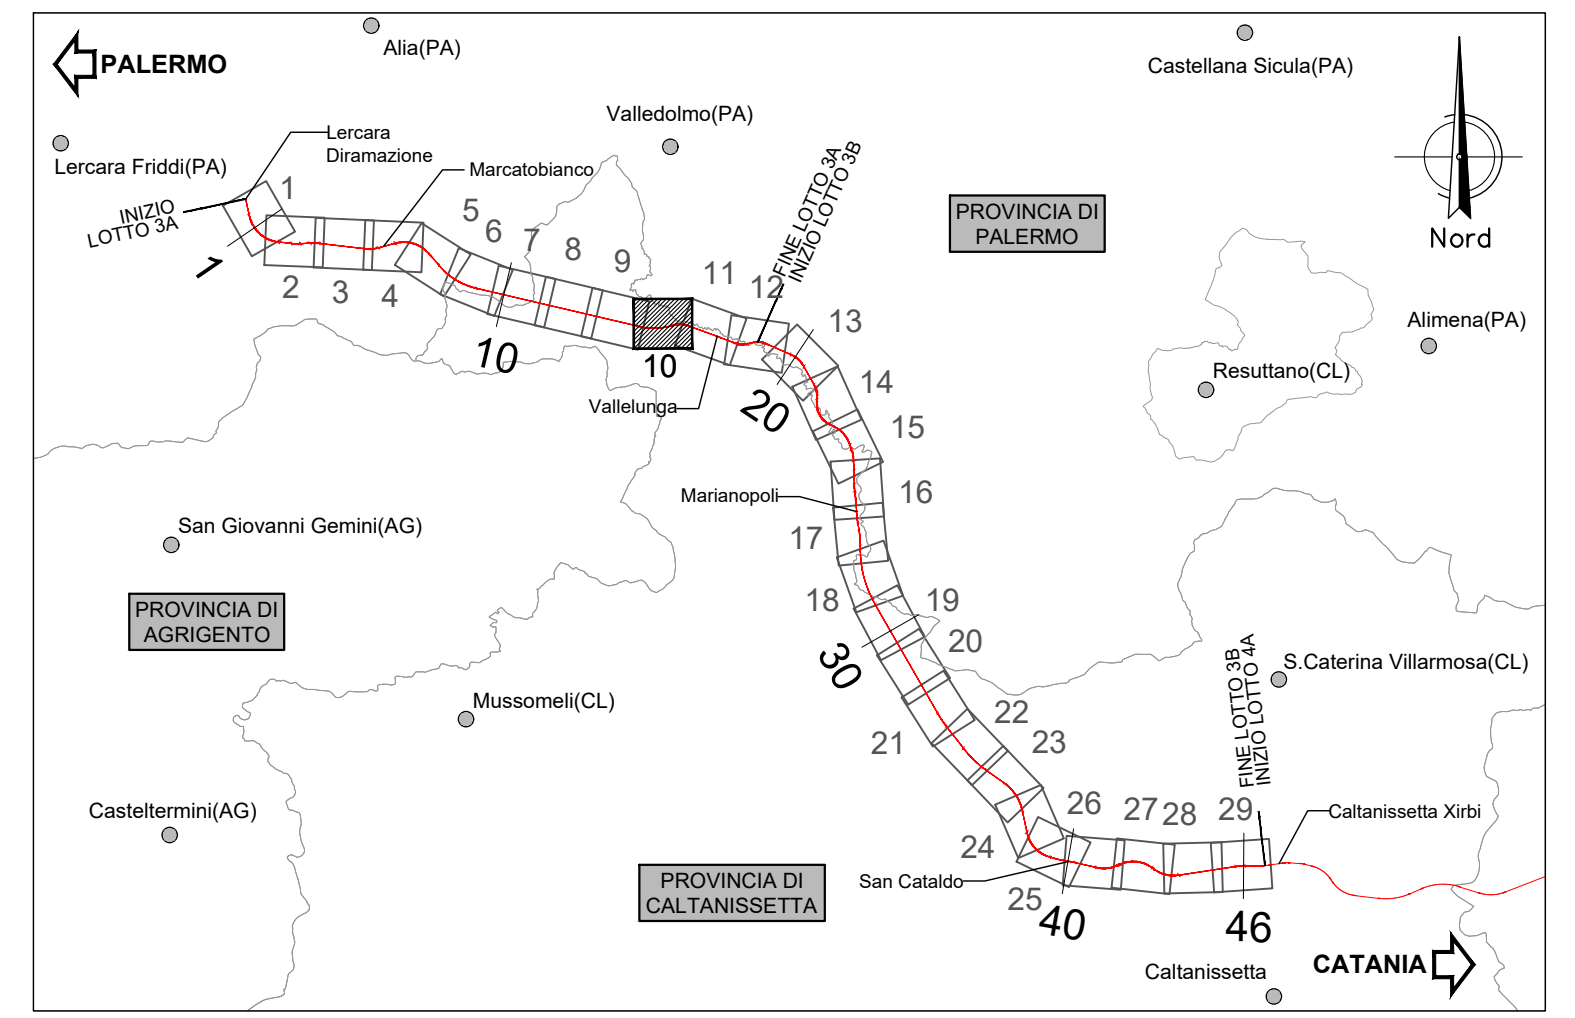 Alia(PA)
Castellana Sicula(PA)
PALERMO
Valledolmo(PA)
Lercara Friddi(PA)
Lercara
Diramazione
Marcatobianco
INIZIO
LOTTO 3A
FINE LOTTO 3A
INIZIO LOTTO 3B
PROVINCIA DI
PALERMO
Nord
1
1
2
3
4
5
6
7
8
9
10
10
11
12
13
20
14
15
Vallelunga
Alimena(PA)
Resuttano(CL)
Marianopoli
16
17
San Giovanni Gemini(AG)
PROVINCIA DI
AGRIGENTO
18
19
20
30
Mussomeli(CL)
21
22
23
S.Caterina Villarmosa(CL)
FINE LOTTO 3B
INIZIO LOTTO 4A
Casteltermini(AG)
24
25
26
27
28
29
Caltanissetta Xirbi
San Cataldo
PROVINCIA DI
CALTANISSETTA
40
46
Caltanissetta
CATANIA